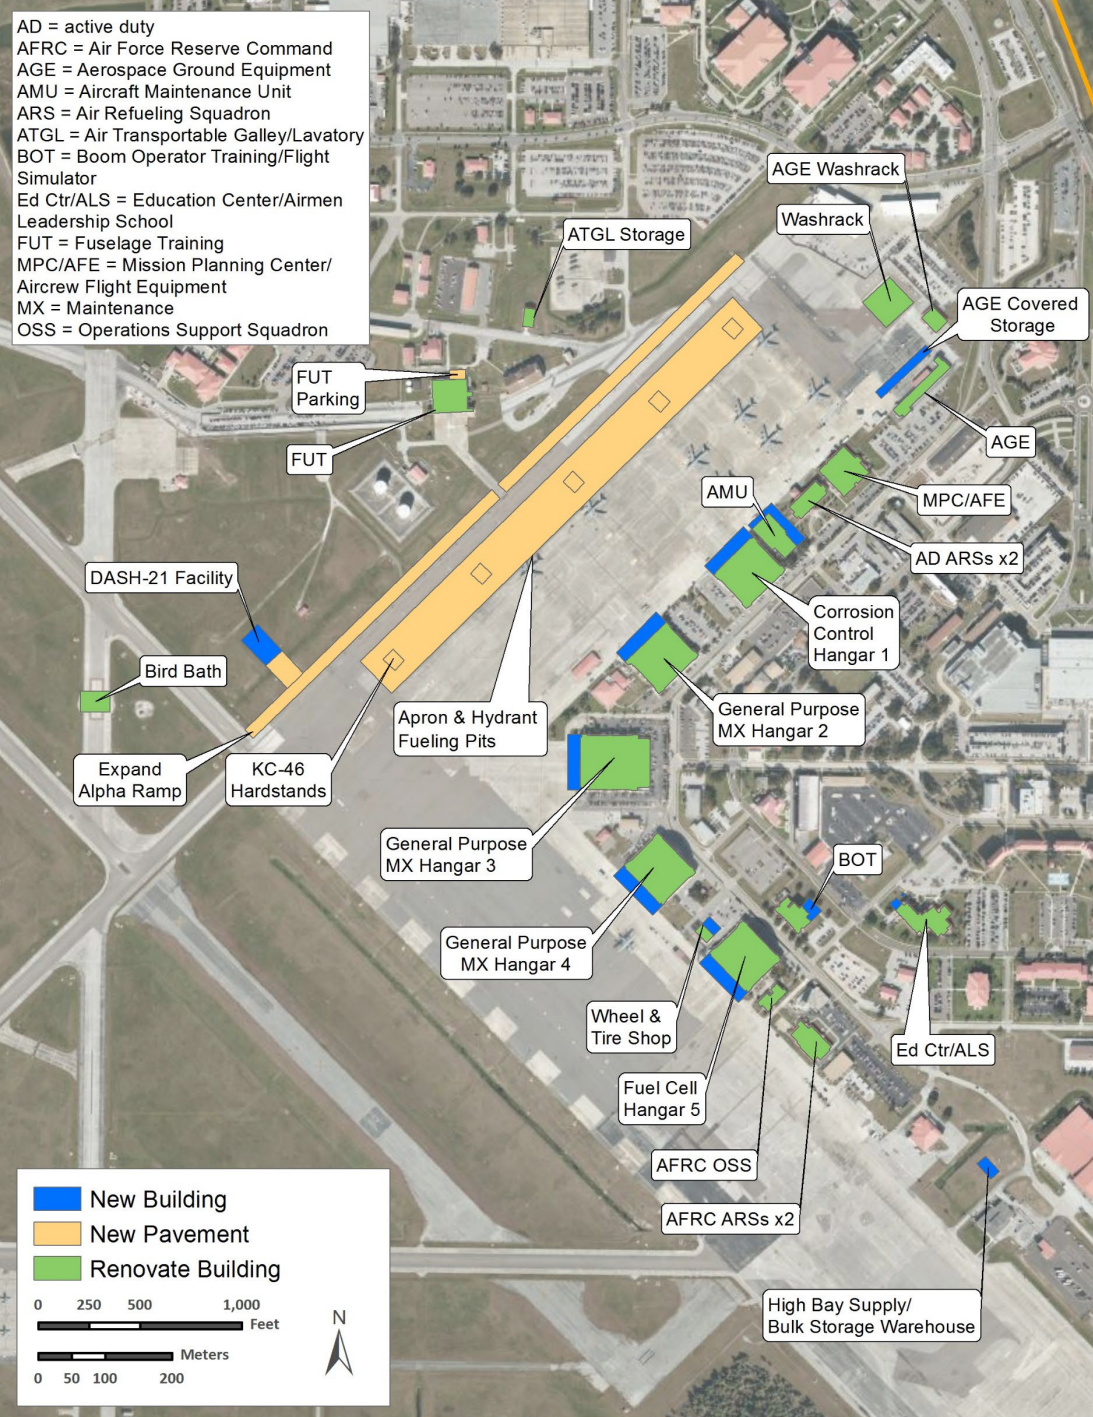 AD = active duty
AFRC = Air Force Reserve Command
AGE = Aerospace Ground Equipment
AMU = Aircraft Maintenance Unit
ARS = Air Refueling Squadron
ATGL = Air Transportable Galley/Lavatory
BOT = Boom Operator Training/Flight
Simulator
Ed Ctr/ALS = Education Center/Airmen
Leadership School
FUT = Fuselage Training
MPC/AFE = Mission Planning Center/
Aircrew Flight Equipment
MX = Maintenance
OSS = Operations Support Squadron
AGE Washrack
Washrack
ATGL Storage
AGE Covered
Storage
FUT
Parking
FUT
AGE
MPC/AFE
AMU
AD ARSs x2
DASH-21 Facility
Corrosion
Control
Hangar 1
Bird Bath
General Purpose
MX Hangar 2
Apron & Hydrant
Fueling Pits
Expand
Alpha Ramp
KC-46
Hardstands
General Purpose
MX Hangar 3
BOT
General Purpose
MX Hangar 4
Wheel &
Tire Shop
Ed Ctr/ALS
Fuel Cell
Hangar 5
AFRC OSS
AFRC ARSs x2
High Bay Supply/
Bulk Storage Warehouse
New Building
New Pavement
Renovate Building
0 250 500 1,000
Feet
Meters
0 50 100 200
N